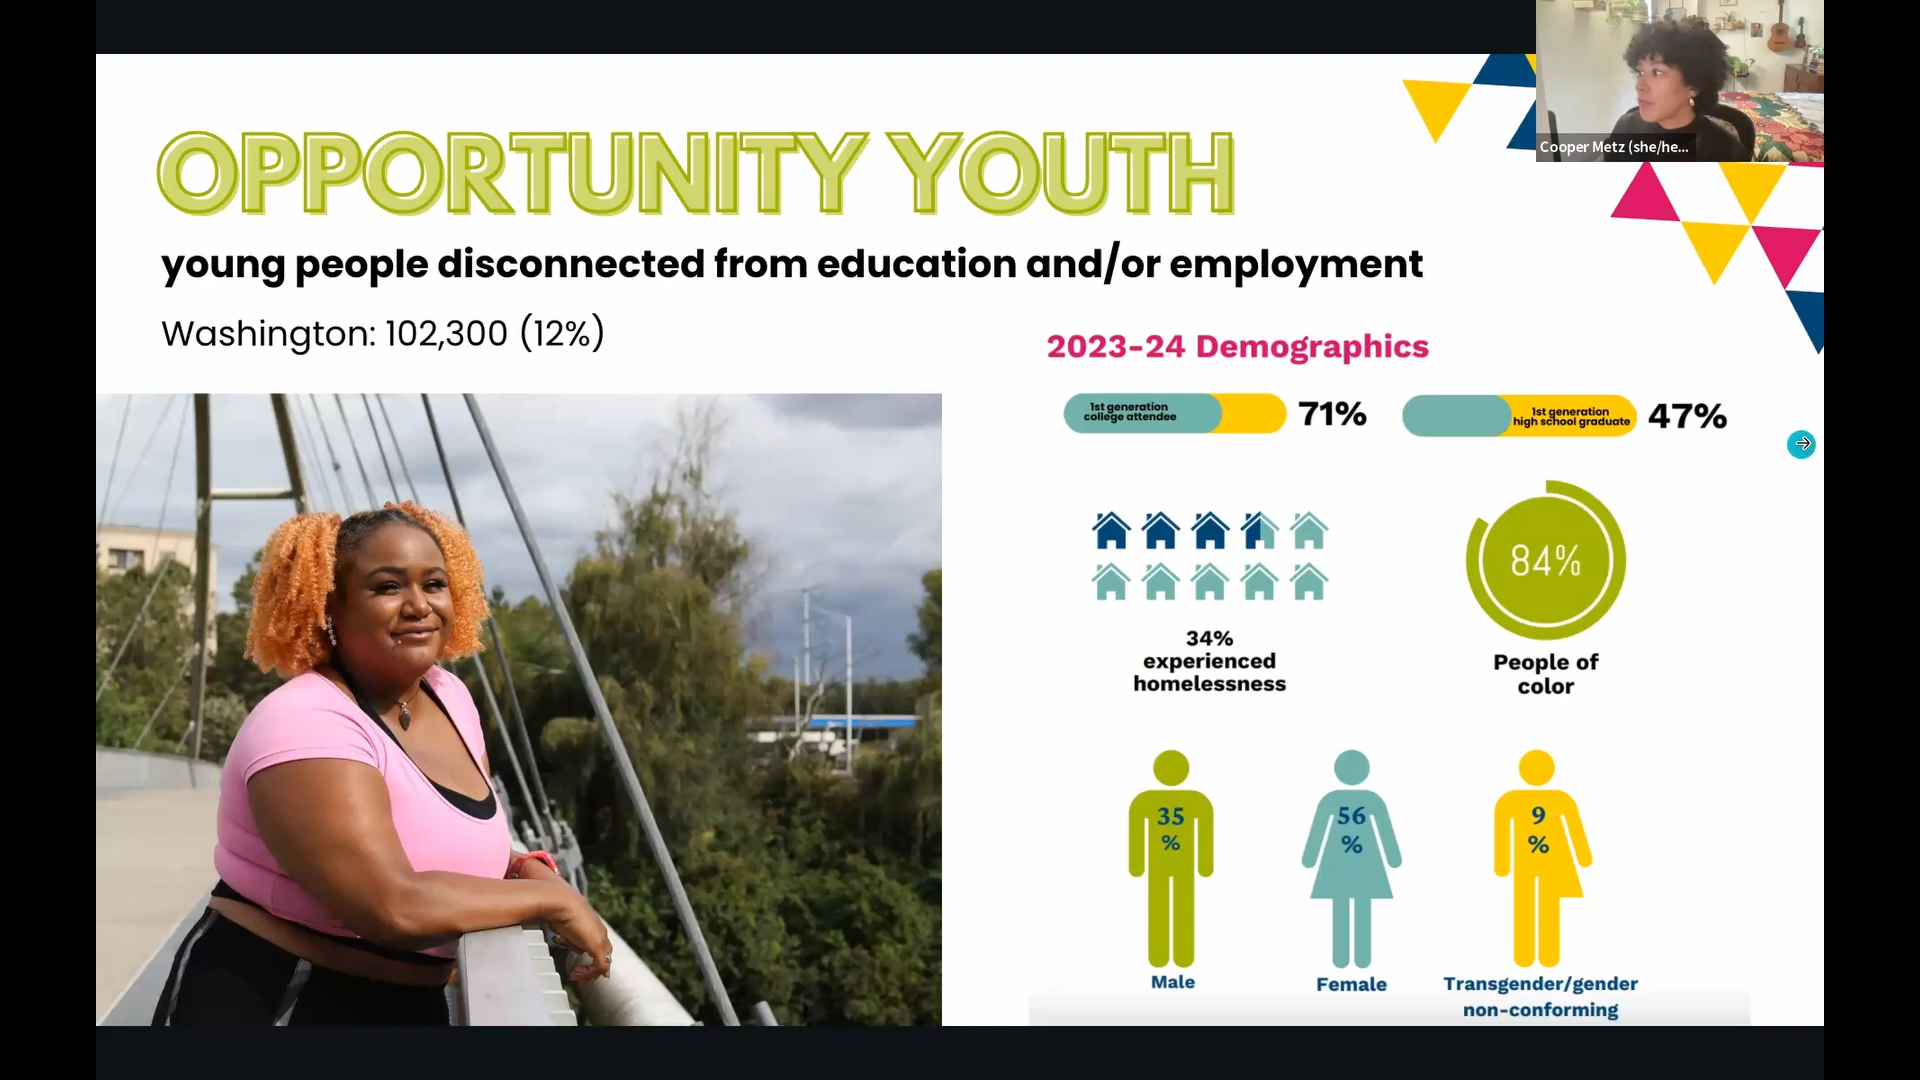 Cooper Metz (she/he...
OPPORTUNITY YOUTH
young people disconnected from education and/or employment
Washington: 102,300 (12%)
2023-24 Demographics
1st generation
college attendee
71%
1st generation
high school graduate
47%
34%
experienced
homelessness
84%
People of
color
35
%
Male
56
%
Female
9
%
Transgender/gender
non-conforming